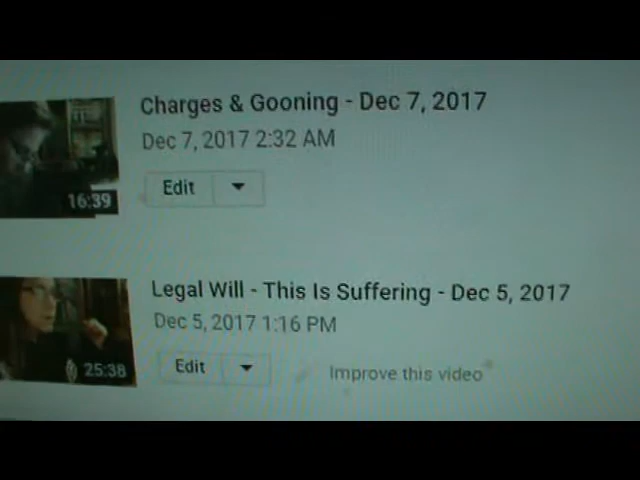 Charges & Gooning - Dec 7, 2017
Dec 7, 2017 2:32 AM
Edit
16:39
Legal Will - This Is Suffering - Dec 5, 2017
Dec 5, 2017 1:16 PM
Edit
Improve this video
25:38